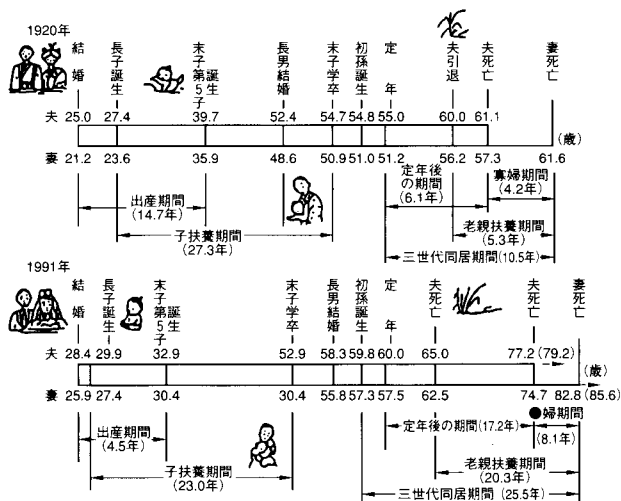 1920年
結婚
長子誕生
末子第5子誕生
長男結婚
末子学卒
初孫誕生
定年
夫引退
夫死亡
妻死亡
夫 25.0 27.4 39.7 52.4 54.7 54.8 55.0 60.0 61.1
(歳)
妻 21.2 23.6 35.9 48.6 50.9 51.0 51.2 56.2 57.3 61.6
出産期間
(14.7年)
子扶養期間
(27.3年)
定年後の期間
(6.1年)
寡婦期間
(4.2年)
老親扶養期間
(5.3年)
三世代同居期間(10.5年)
1991年
結婚
長子誕生
末子第5子誕生
末子学卒
長男結婚
初孫誕生
定年
夫死亡
夫死亡
妻死亡
夫 28.4 29.9 32.9 52.9 58.3 59.8 60.0 65.0 77.2 (79.2)
(歳)
妻 25.9 27.4 30.4 30.4 55.8 57.3 57.5 62.5 74.7 82.8 (85.6)
出産期間
(4.5年)
子扶養期間
(23.0年)
定年後の期間(17.2年)
●婦期間
(8.1年)
老親扶養期間
(20.3年)
三世代同居期間(25.5年)